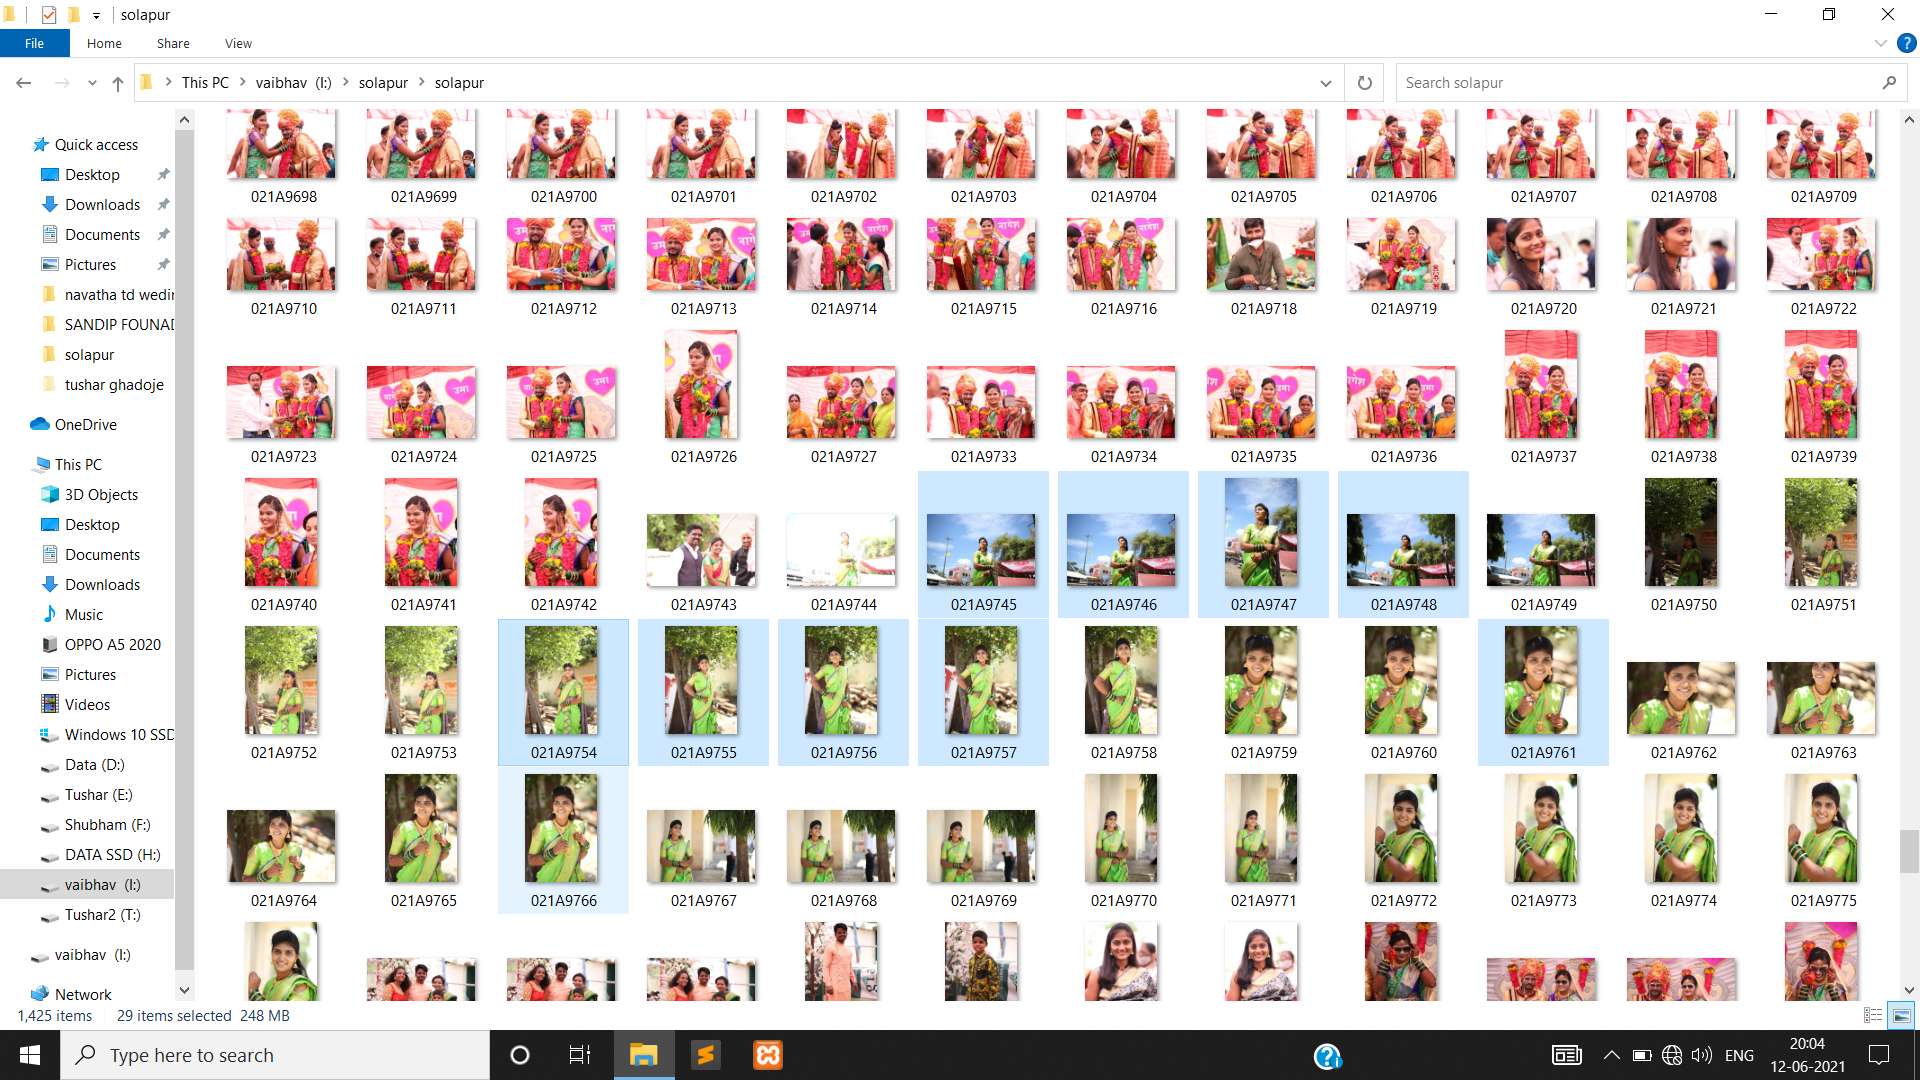 solapur
File Home Share View
This PC vaibhav (I:) solapur solapur
Search solapur
Quick access
Desktop
Downloads
Documents
Pictures
navatha td wedin
SANDIP FOUNAD
solapur
tushar ghadoje
OneDrive
This PC
3D Objects
Desktop
Documents
Downloads
Music
OPPO A5 2020
Pictures
Videos
Windows 10 SSD
Data (D:)
Tushar (E:)
Shubham (F:)
DATA SSD (H:)
vaibhav (I:)
Tushar2 (T:)
vaibhav (I:)
Network
021A9698 021A9699 021A9700 021A9701 021A9702 021A9703 021A9704 021A9705 021A9706 021A9707 021A9708 021A9709
उमा नागेश
021A9710 021A9711 021A9712 021A9713 021A9714 021A9715 021A9716 021A9718 021A9719 021A9720 021A9721 021A9722
उमा नागेश
021A9723 021A9724 021A9725 021A9726 021A9727 021A9733 021A9734 021A9735 021A9736 021A9737 021A9738 021A9739
021A9740 021A9741 021A9742 021A9743 021A9744 021A9745 021A9746 021A9747 021A9748 021A9749 021A9750 021A9751
021A9752 021A9753 021A9754 021A9755 021A9756 021A9757 021A9758 021A9759 021A9760 021A9761 021A9762 021A9763
021A9764 021A9765 021A9766 021A9767 021A9768 021A9769 021A9770 021A9771 021A9772 021A9773 021A9774 021A9775
1,425 items 29 items selected 248 MB
Type here to search
ENG
20:04
12-06-2021